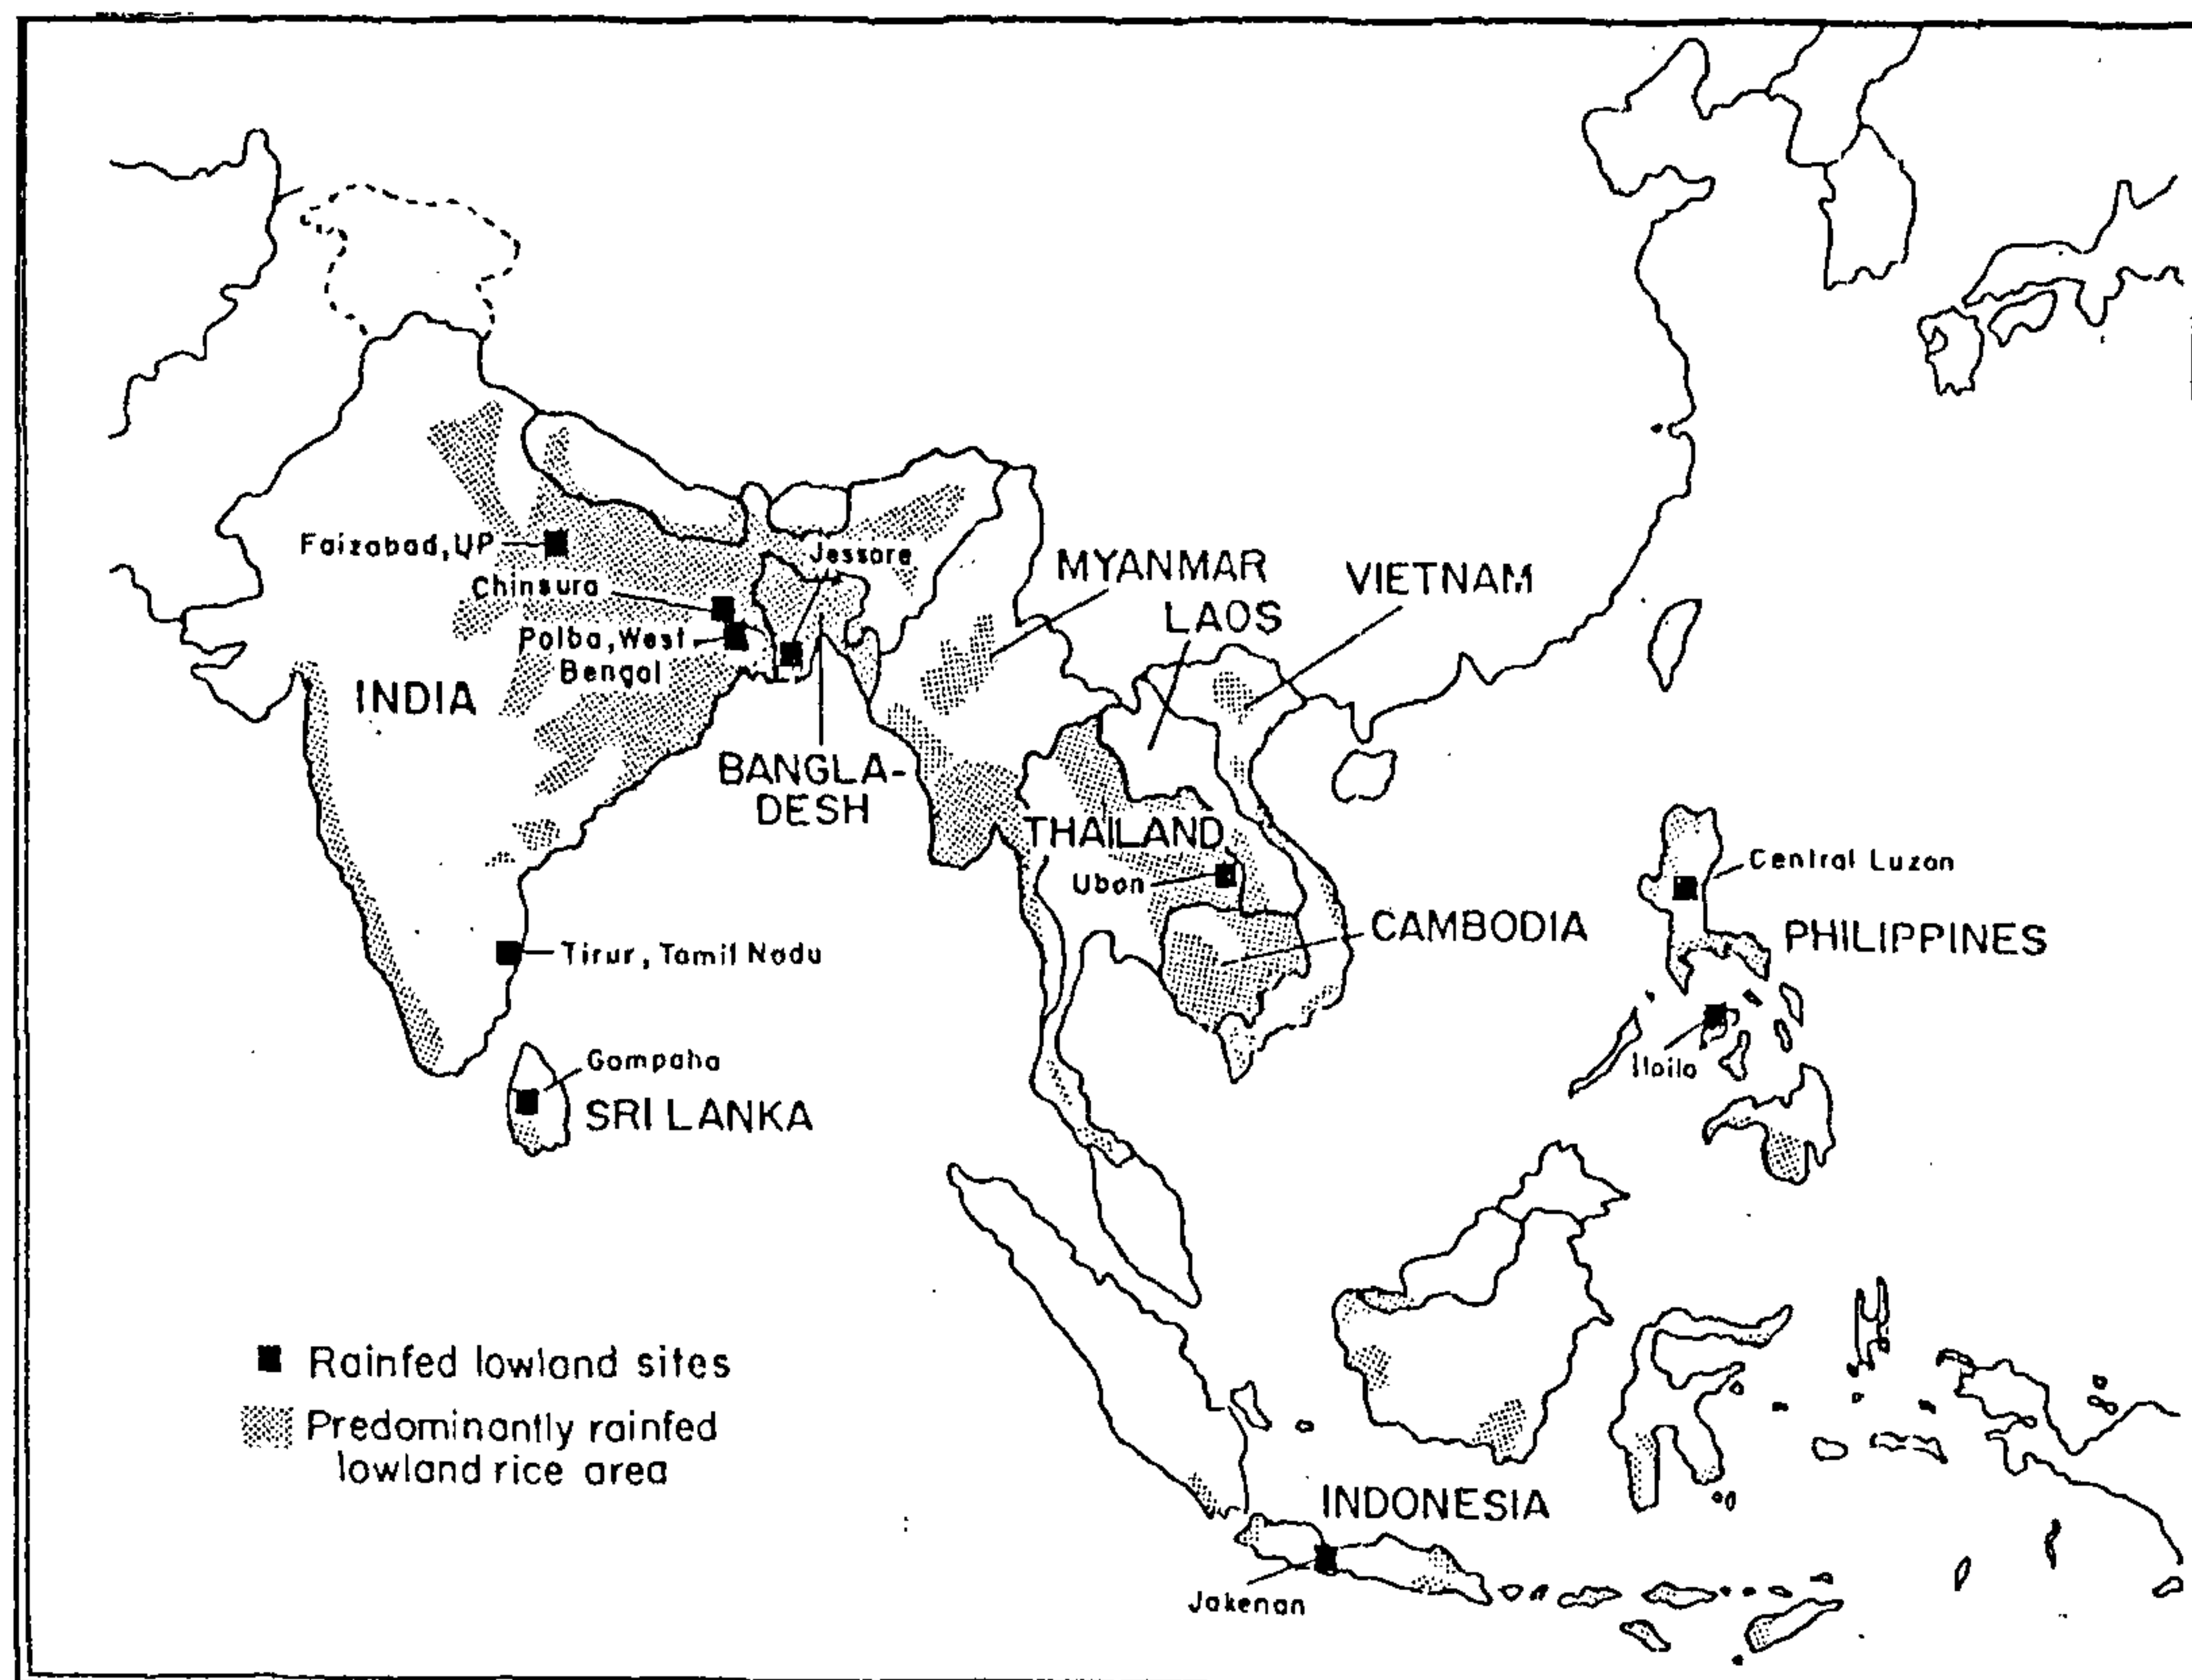 Faizabad, UP
Jessore
Chinsura
MYANMAR
VIETNAM
LAOS
Polba, West
Bengal
INDIA
BANGLA-
DESH
THAILAND
Ubon
Central Luzon
CAMBODIA
PHILIPPINES
Tirur, Tamil Nadu
Iloilo
Gampaha
SRI LANKA
Rainfed lowland sites
Predominantly rainfed
lowland rice area
INDONESIA
Jakenan